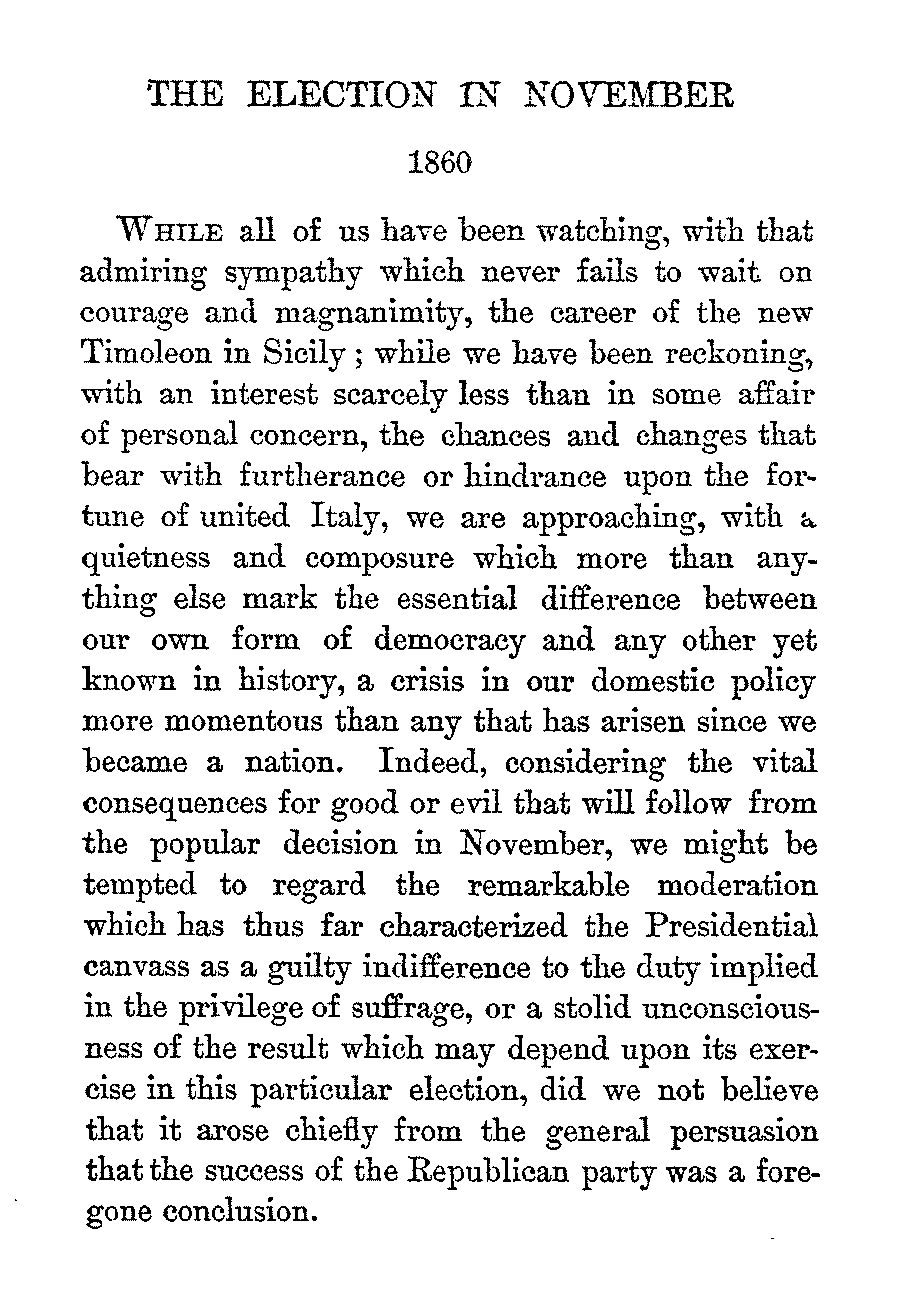 THE ELECTION IN NOVEMBER
1860
WHILE all of us have been watching, with that
admiring sympathy which never fails to wait on
courage and magnanimity, the career of the new
Timoleon in Sicily ; while we have been reckoning,
with an interest scarcely less than in some affair
of personal concern, the chances and changes that
bear with furtherance or hindrance upon the for-
tune of united Italy, we are approaching, with a
quietness and composure which more than any-
thing else mark the essential difference between
our own form of democracy and any other yet
known in history, a crisis in our domestic policy
more momentous than any that has arisen since we
became a nation. Indeed, considering the vital
consequences for good or evil that will follow from
the popular decision in November, we might be
tempted to regard the remarkable moderation
which has thus far characterized the Presidential
canvass as a guilty indifference to the duty implied
in the privilege of suffrage, or a stolid unconscious-
ness of the result which may depend upon its exer-
cise in this particular election, did we not believe
that it arose chiefly from the general persuasion
that the success of the Republican party was a fore-
gone conclusion.